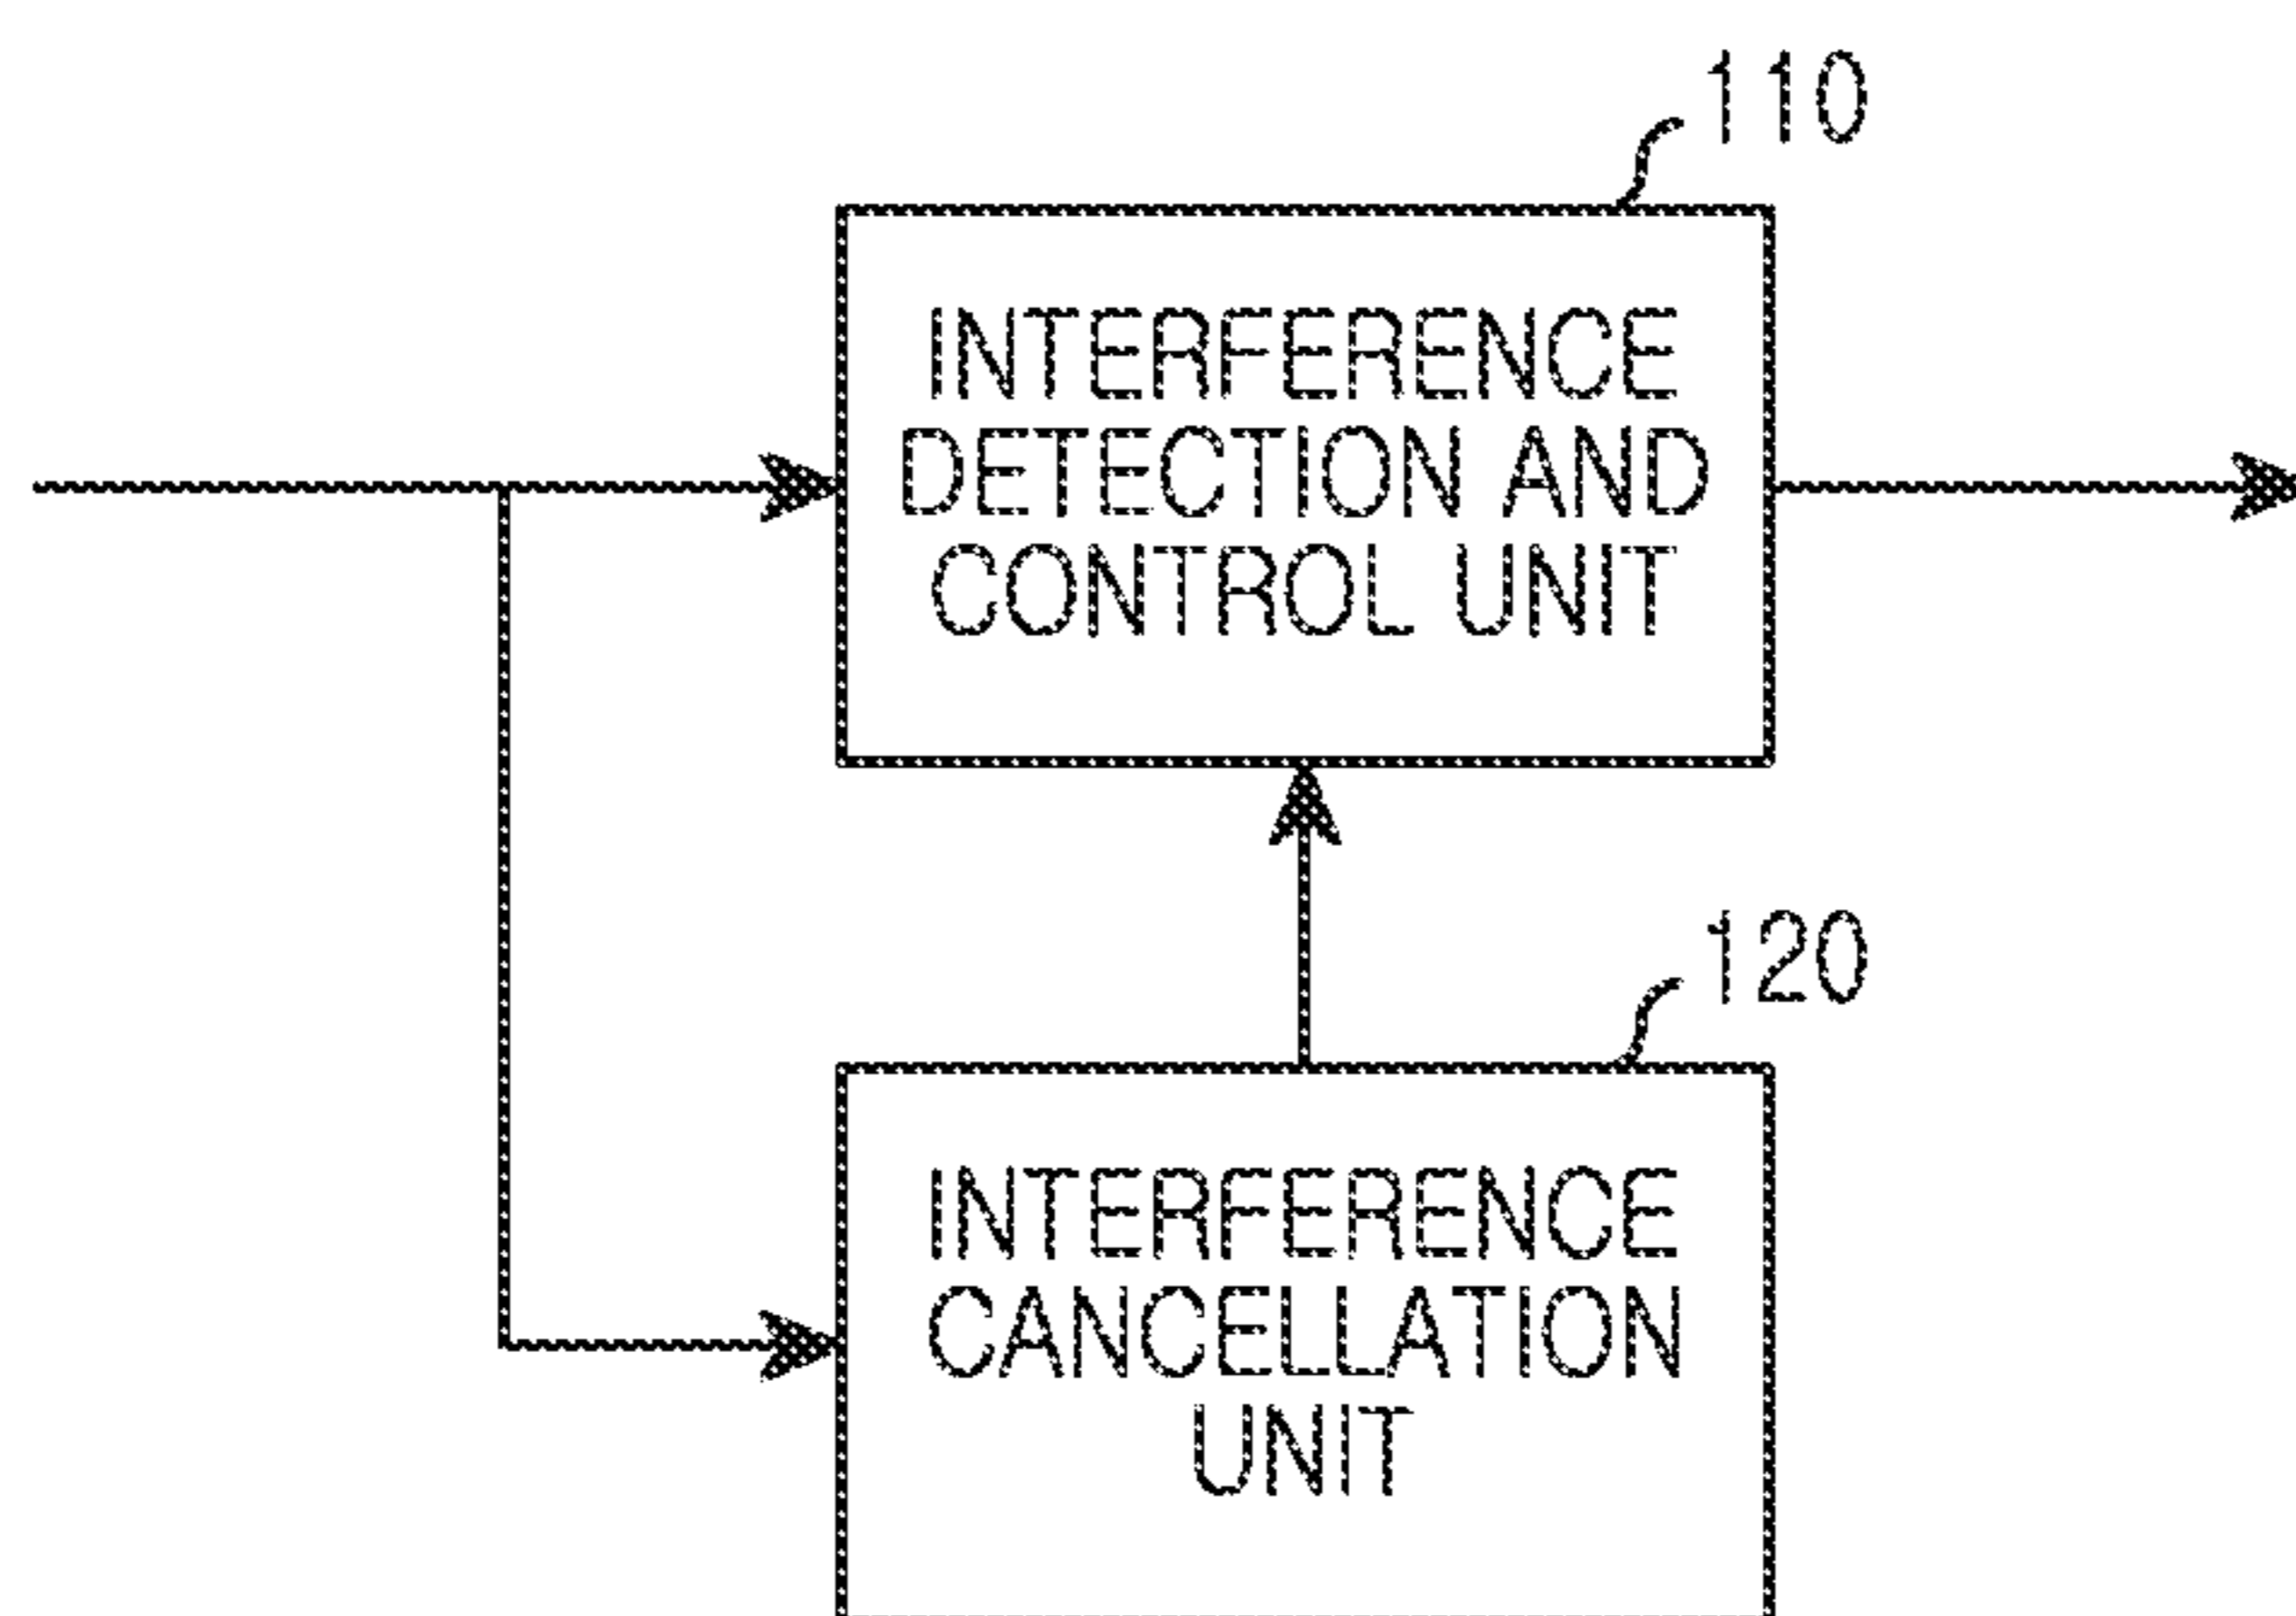 110
INTERFERENCE
DETECTION AND
CONTROL UNIT
120
INTERFERENCE
CANCELLATION
UNIT